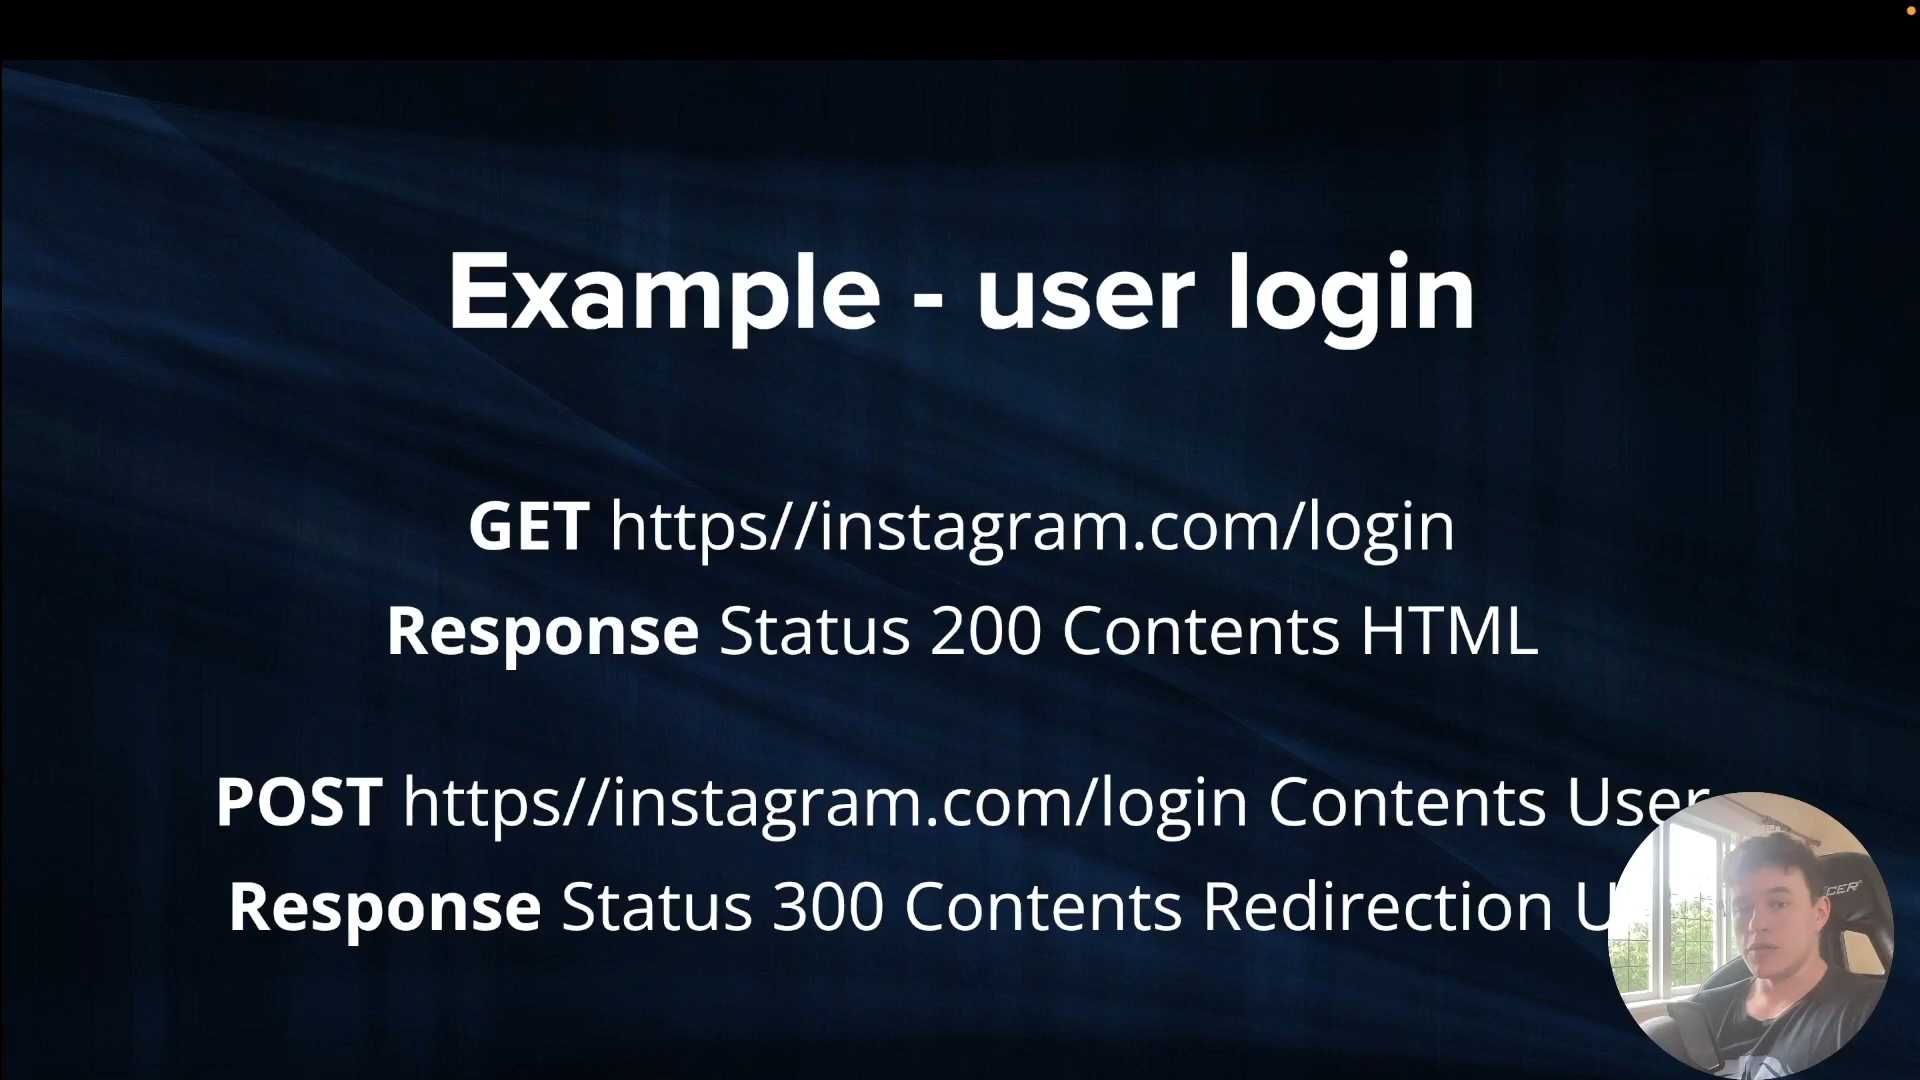 Example - user login
GET https//instagram.com/login
Response Status 200 Contents HTML
POST https//instagram.com/login Contents User
Response Status 300 Contents Redirection